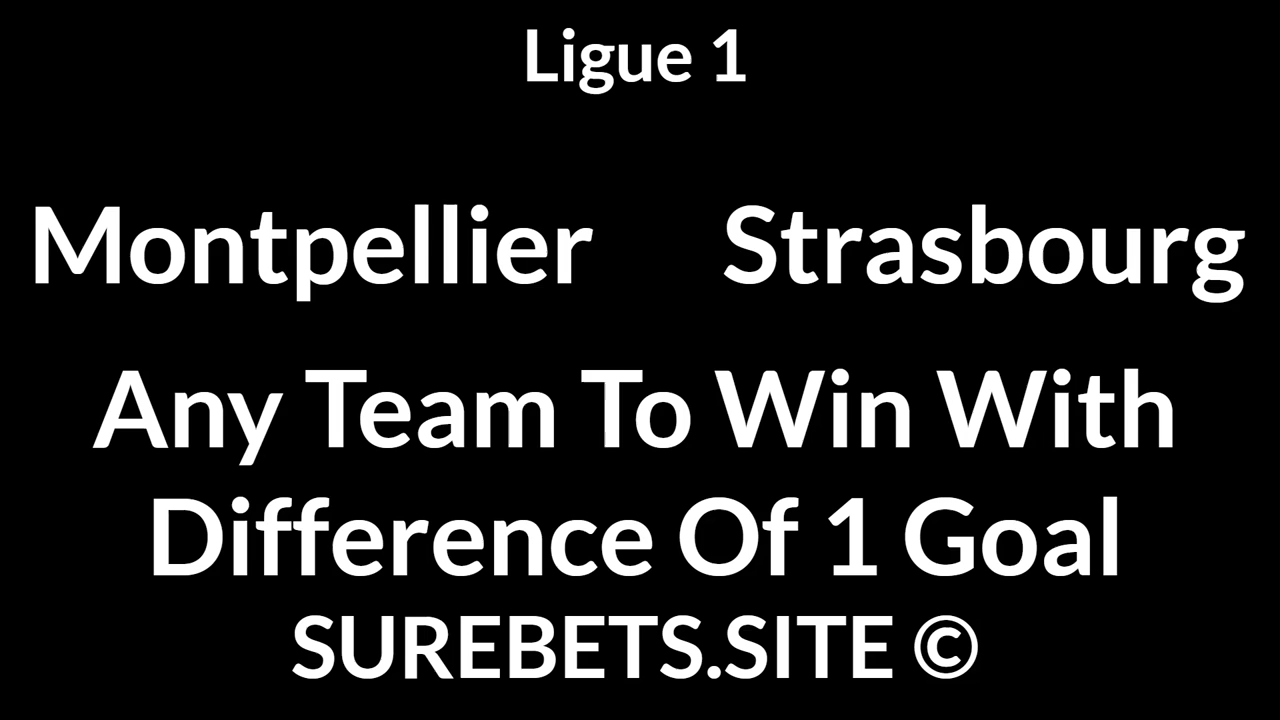 Ligue 1
Montpellier Strasbourg
Any Team To Win With
Difference Of 1 Goal
SUREBETS.SITE ©